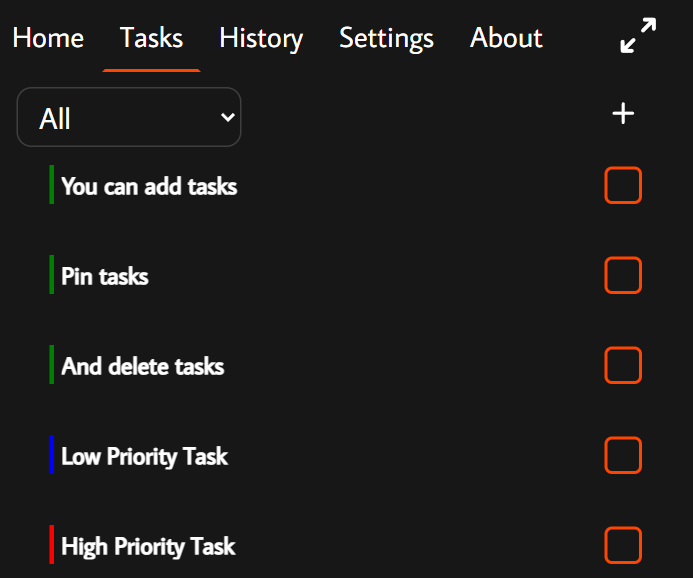 Home Tasks History Settings About
All
You can add tasks
Pin tasks
And delete tasks
Low Priority Task
High Priority Task